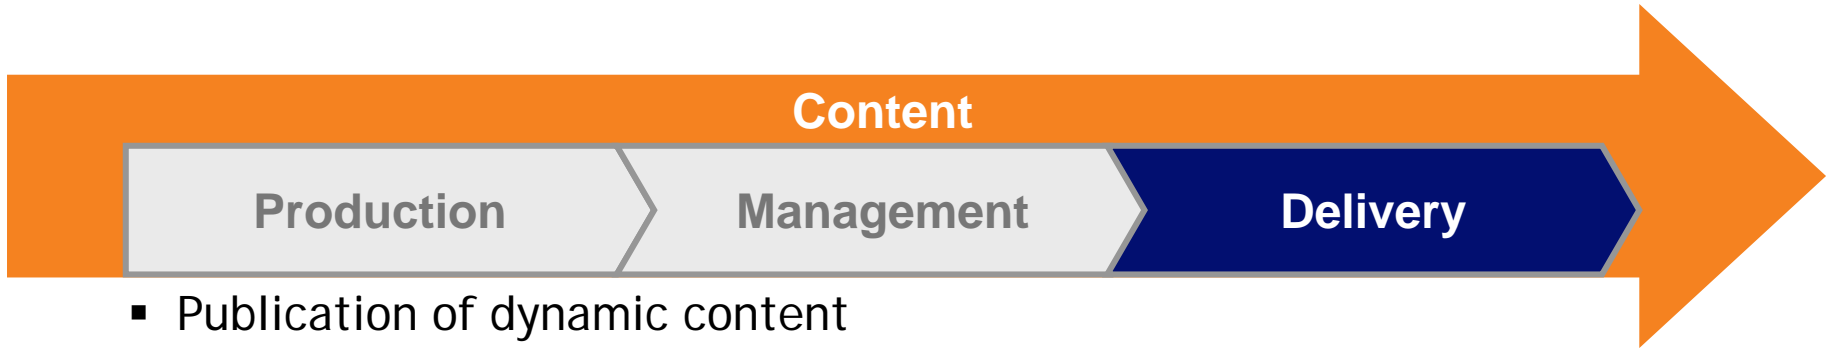 Content
Production Management Delivery
▪ Publication of dynamic content